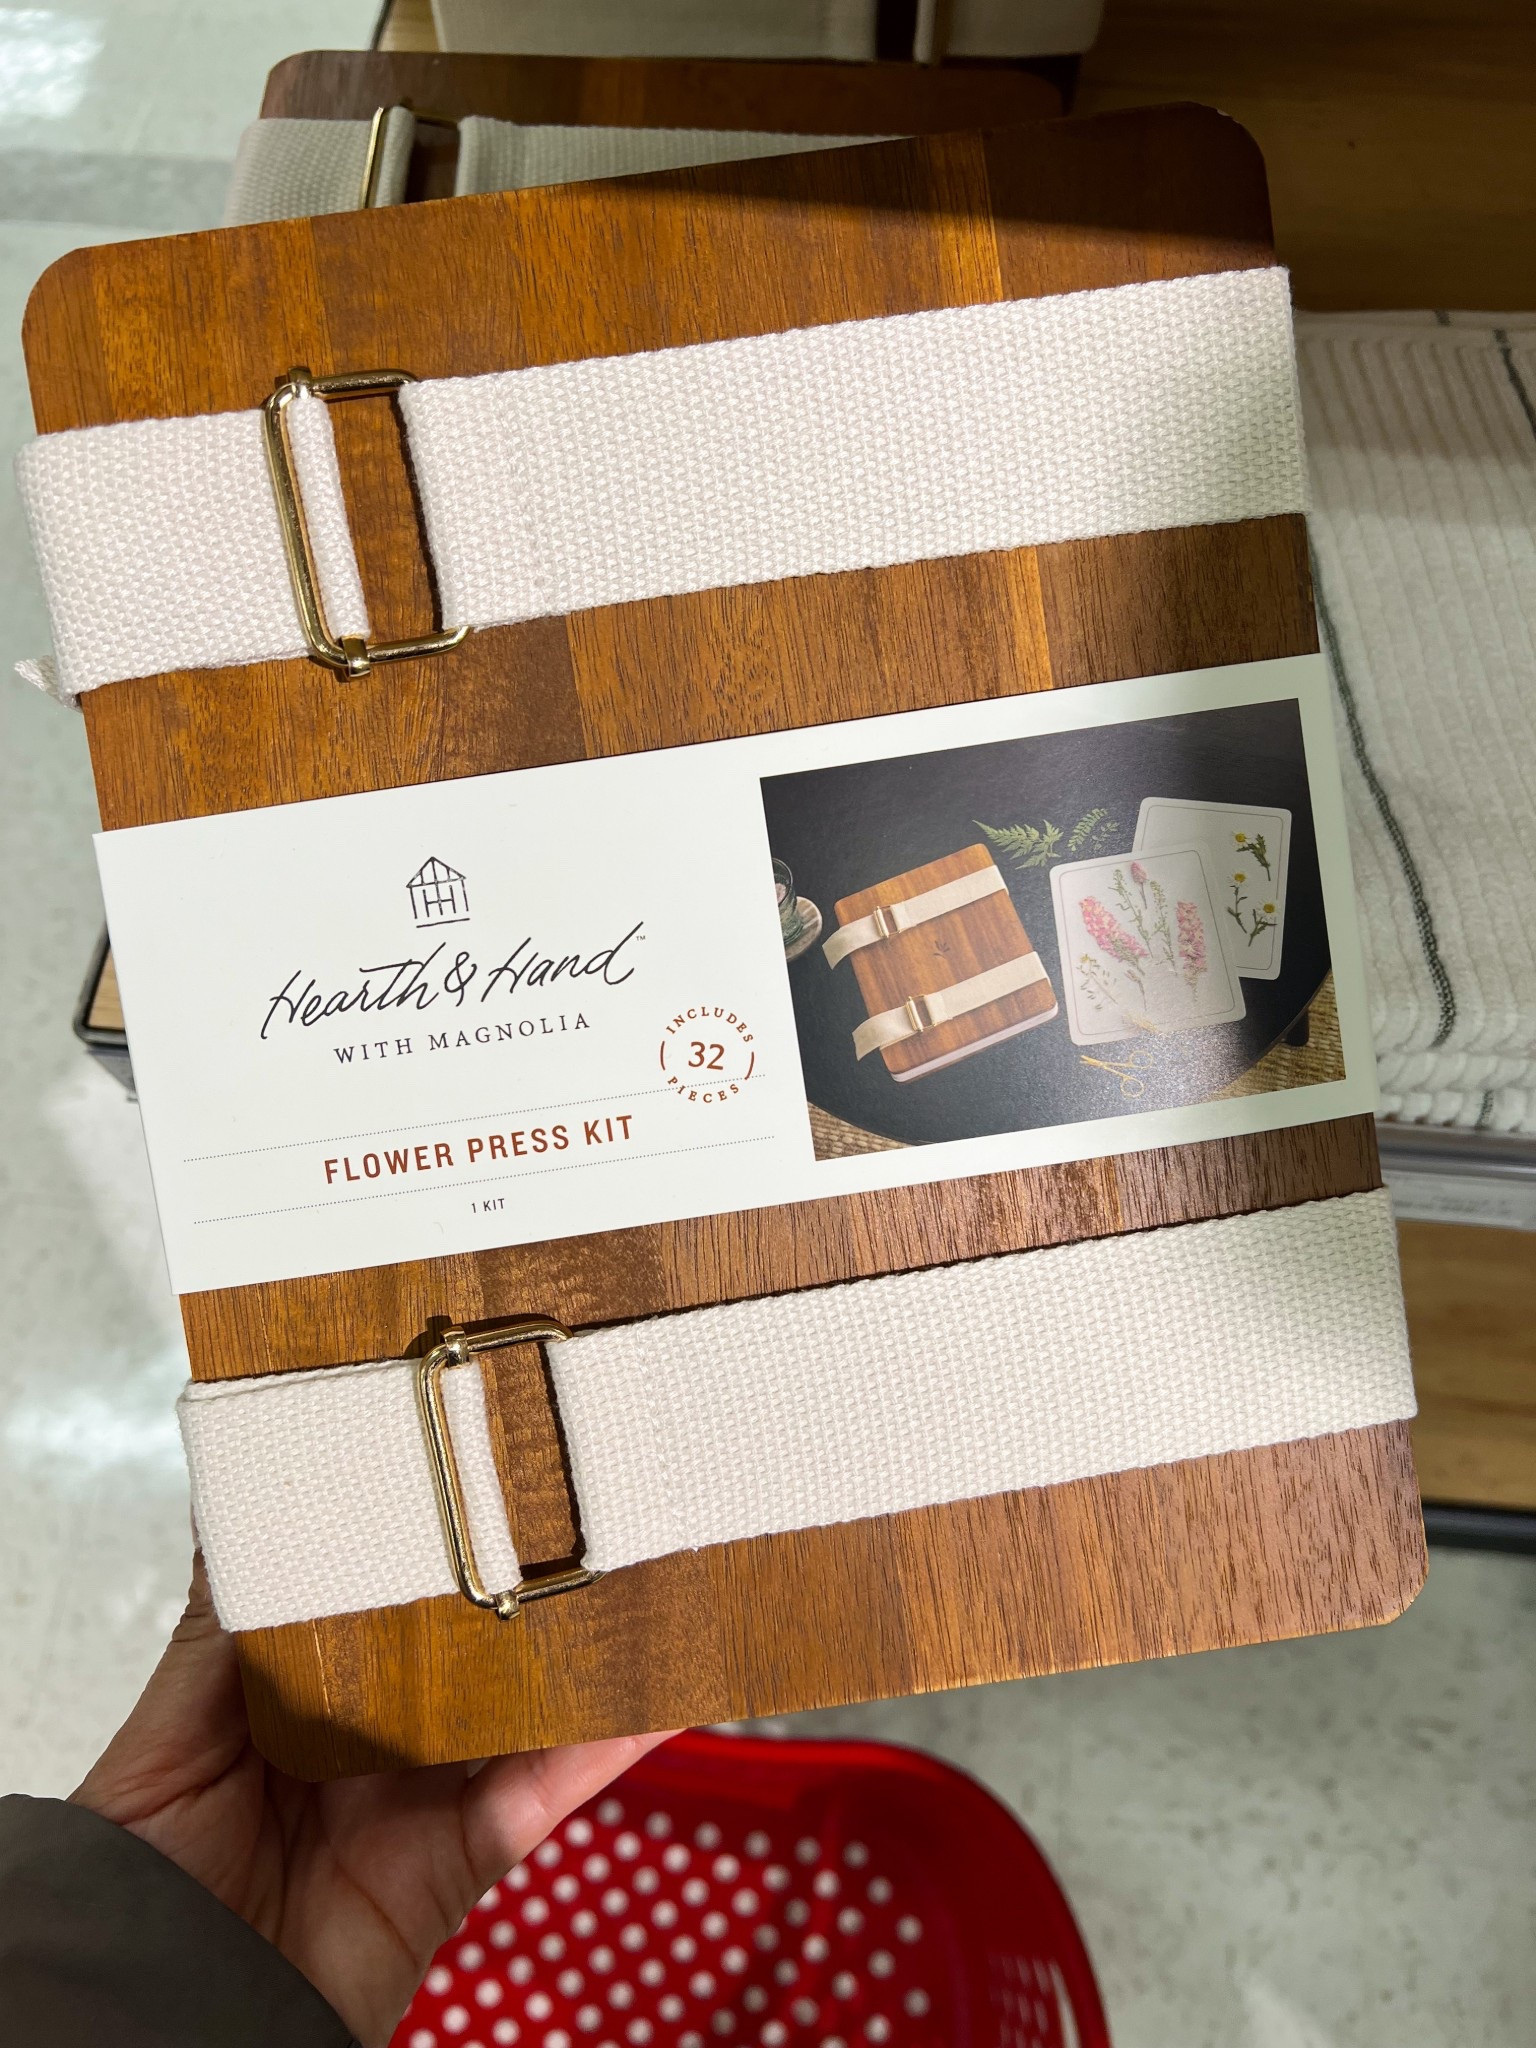 Hearth & Hand™
WITH MAGNOLIA
INCLUDES
32
PIECES
FLOWER PRESS KIT
1 KIT